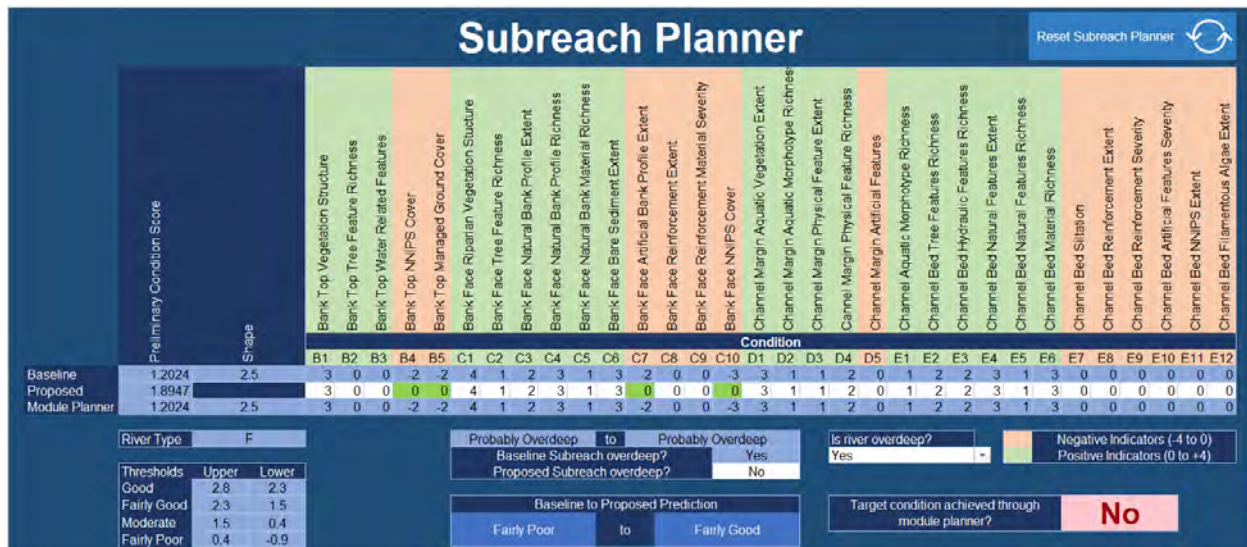 Subreach Planner
Reset Subreach Planner
Preliminary Condition Score
Shape
Bank Top Vegetation Structure
Bank Top Tree Feature Richness
Bank Top Water Related Features
Bank Top NNIPS Cover
Bank Top Managed Ground Cover
Bank Face Riparian Vegetation Stucture
Bank Face Tree Feature Richness
Bank Face Natural Bank Profile Extent
Bank Face Natural Bank Profile Richness
Bank Face Natural Bank Material Richness
Bank Face Bare Sediment Extent
Bank Face Artificial Bank Profile Extent
Bank Face Reinforcement Extent
Bank Face Reinforcement Material Severity
Bank Face NNIPS Cover
Channel Margin Aquatic Vegetation Extent
Channel Margin Aquatic Morphotype Richness
Channel Margin Physical Feature Extent
Cannel Margin Physical Feature Richness
Channel Margin Artificial Features
Channel Aquatic Morphotype Richness
Channel Bed Tree Features Richness
Channel Bed Hydraulic Features Richness
Channel Bed Natural Features Extent
Channel Bed Natural Features Richness
Channel Bed Material Richness
Channel Bed Siltation
Channel Bed Reinforcement Extent
Channel Bed Reinforcement Severity
Channel Bed Artificial Features Severity
Channel Bed NNIPS Extent
Channel Bed Filamentous Algae Extent
Condition
B1 B2 B3 B4 B5 C1 C2 C3 C4 C5 C6 C7 C8 C9 C10 D1 D2 D3 D4 D5 E1 E2 E3 E4 E5 E6 E7 E8 E9 E10 E11 E12
Baseline 1.2024 2.5 3 0 0 -2 -2 4 1 2 3 1 3 -2 0 0 -3 3 1 1 2 0 1 2 2 3 1 3 0 0 0 0 0 0
Proposed 1.8947 3 0 0 0 0 4 1 2 3 1 3 0 0 0 0 3 1 1 2 0 1 2 2 3 1 3 0 0 0 0 0 0
Module Planner 1.2024 2.5 3 0 0 -2 -2 4 1 2 3 1 3 -2 0 0 -3 3 1 1 2 0 1 2 2 3 1 3 0 0 0 0 0 0
River Type F
Thresholds Upper Lower
Good 2.8 2.3
Fairly Good 2.3 1.5
Moderate 1.5 0.4
Fairly Poor 0.4 -0.9
Probably Overdeep to Probably Overdeep
Baseline Subreach overdeep? Yes
Proposed Subreach overdeep? No
Baseline to Proposed Prediction
Fairly Poor to Fairly Good
Is river overdeep?
Yes
Negative Indicators (-4 to 0)
Positive Indicators (0 to +4)
Target condition achieved through
module planner?
No